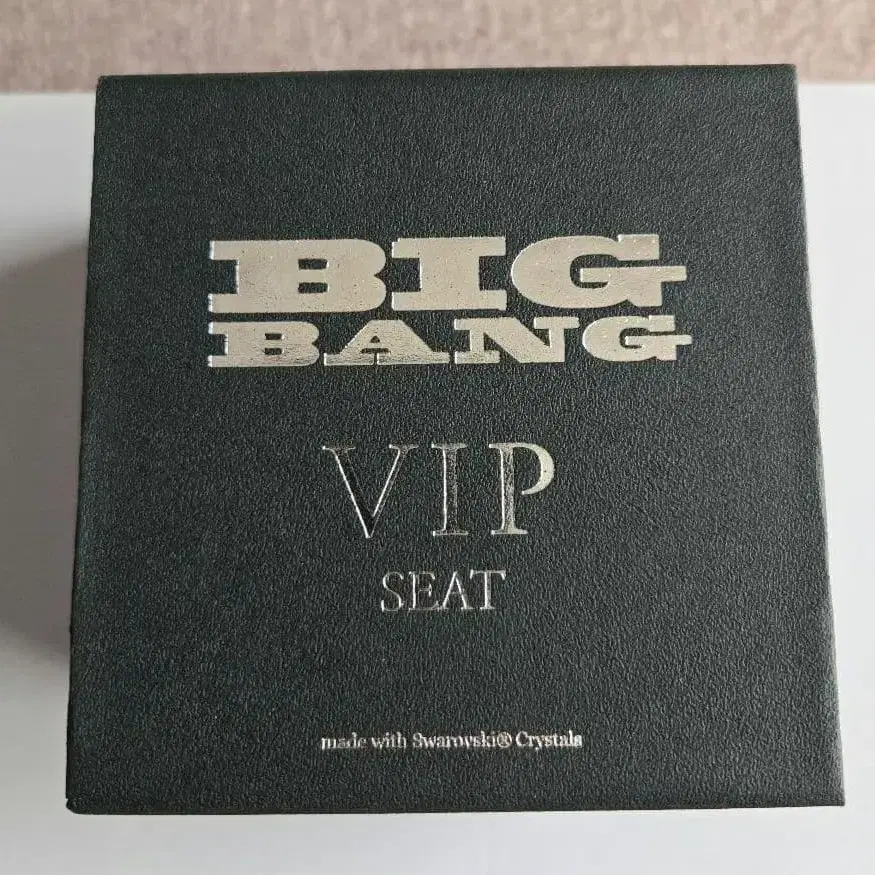 BIG
BANG
VIP
SEAT
made with Swarovski® Crystals